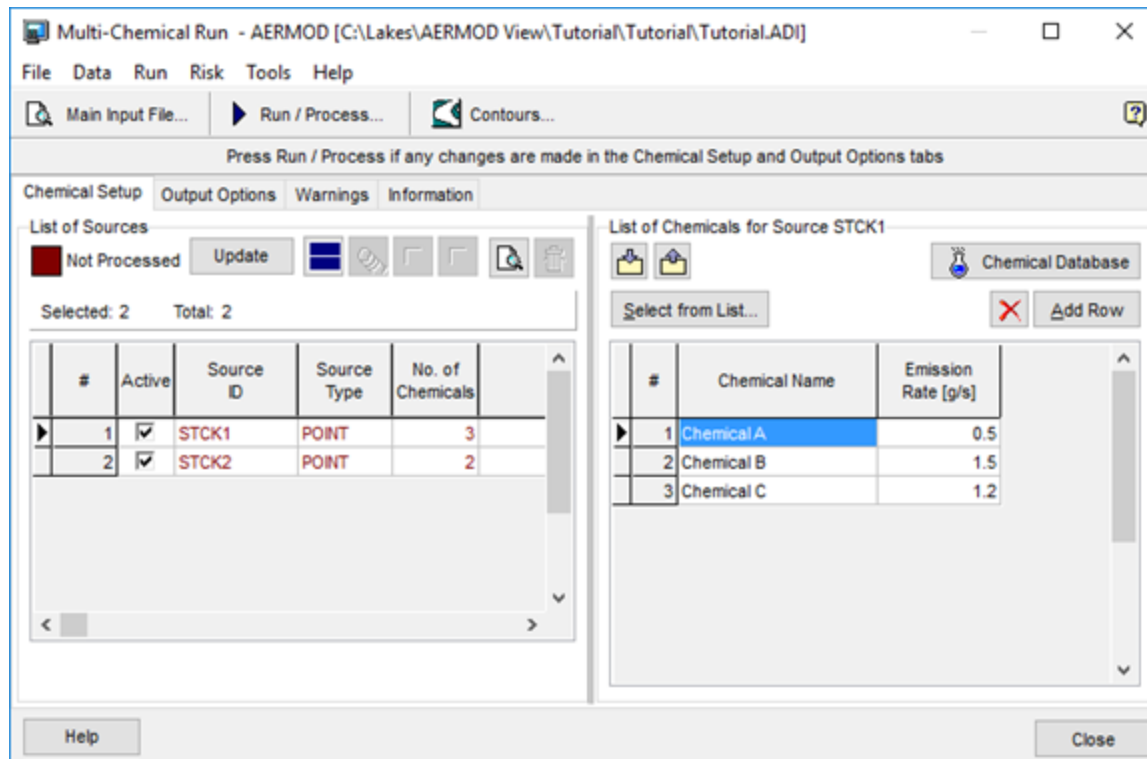 Multi-Chemical Run - AERMOD [C:\Lakes\AERMOD View\Tutorial\Tutorial\Tutorial.ADI]
File Data Run Risk Tools Help
Main Input File... Run / Process... Contours...
Press Run / Process if any changes are made in the Chemical Setup and Output Options tabs
Chemical Setup Output Options Warnings Information
List of Sources
Not Processed Update
Selected: 2 Total: 2
# Active Source ID Source Type No. of Chemicals
1 STCK1 POINT 3
2 STCK2 POINT 2
List of Chemicals for Source STCK1
Chemical Database
Select from List... Add Row
# Chemical Name Emission Rate [g/s]
1 Chemical A 0.5
2 Chemical B 1.5
3 Chemical C 1.2
Help Close